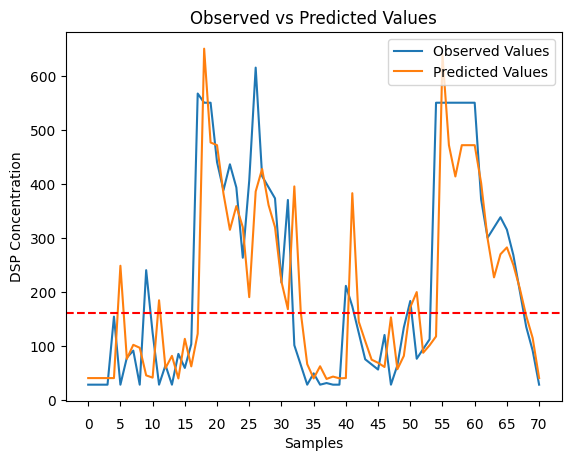 Observed vs Predicted Values
Observed Values
Predicted Values
DSP Concentration
600
500
400
300
200
100
0
0 5 10 15 20 25 30 35 40 45 50 55 60 65 70
Samples